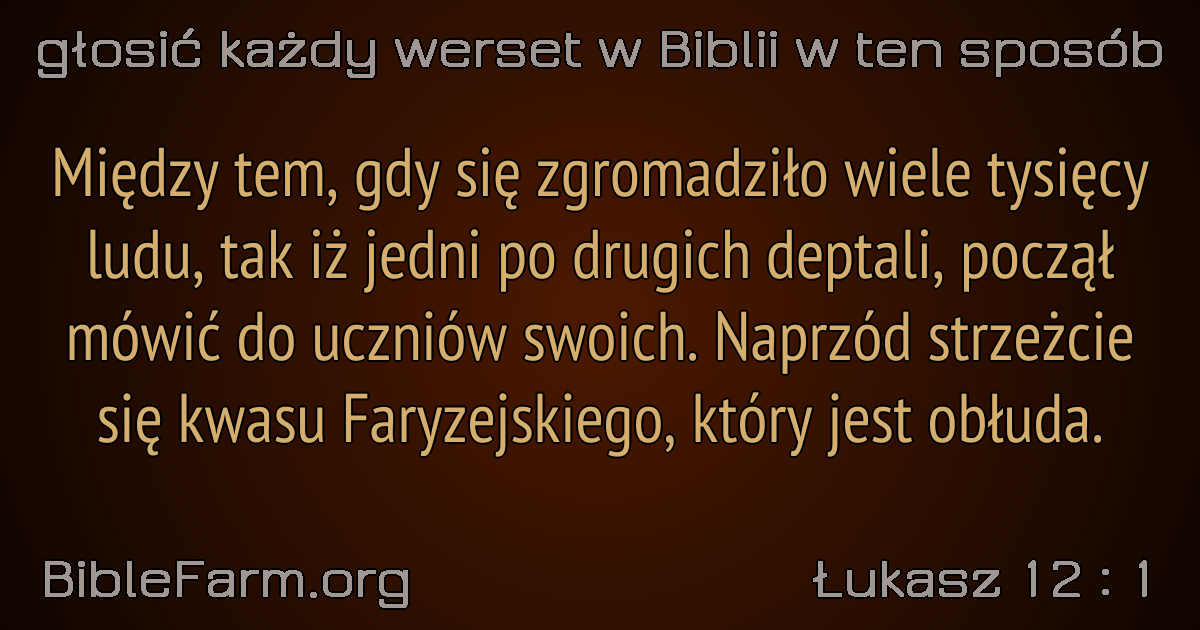 głosić każdy werset w Biblii w ten sposób
Między tem, gdy się zgromadziło wiele tysięcy
ludu, tak iż jedni po drugich deptali, począł
mówić do uczniów swoich. Naprzód strzeżcie
się kwasu Faryzejskiego, który jest obłuda.
BibleFarm.org
Łukasz 12 : 1